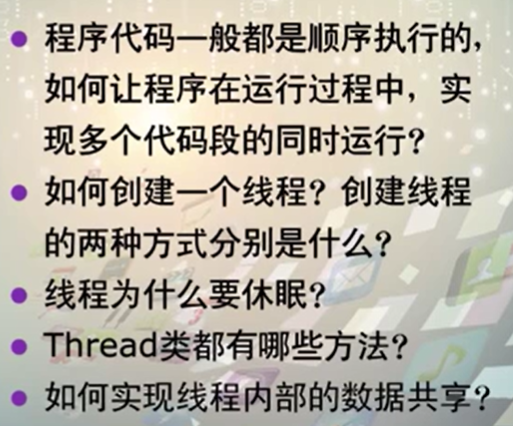 程序代码一般都是顺序执行的，
如何让程序在运行过程中，实
现多个代码段的同时运行？
如何创建一个线程？创建线程
的两种方式分别是什么？
线程为什么要休眠？
Thread类都有哪些方法？
如何实现线程内部的数据共享？